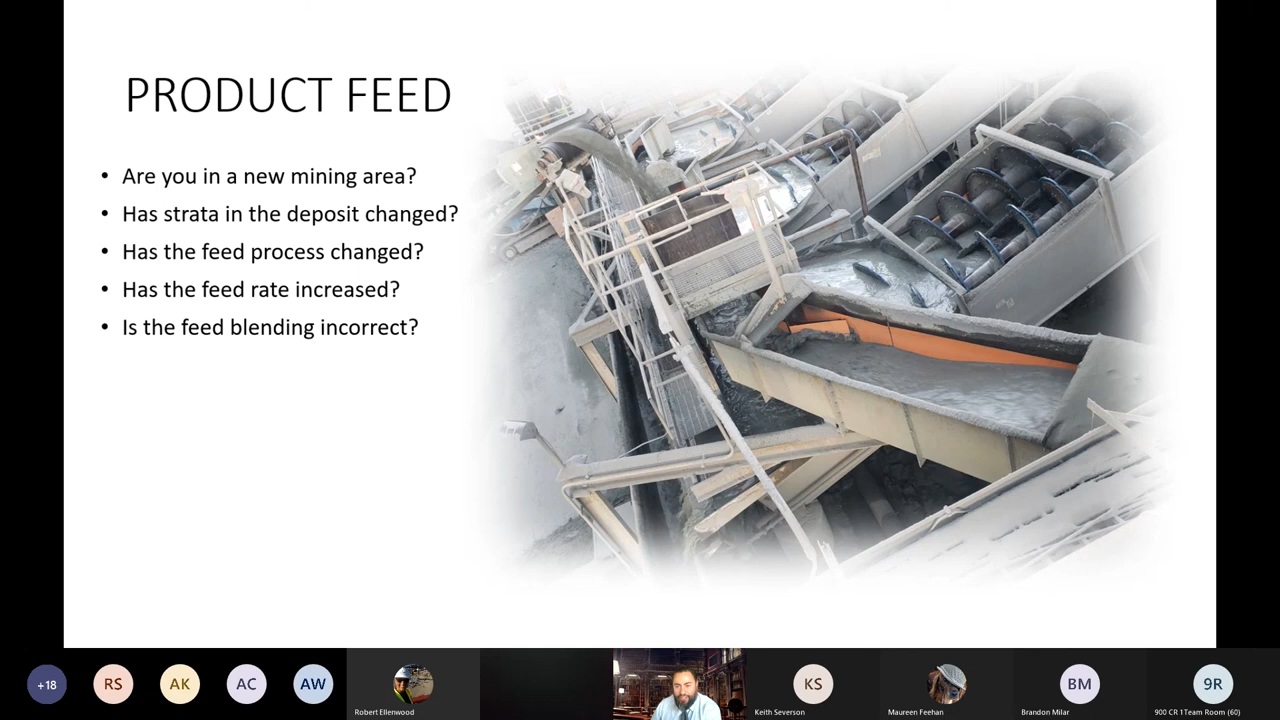 PRODUCT FEED
• Are you in a new mining area?
• Has strata in the deposit changed?
• Has the feed process changed?
• Has the feed rate increased?
• Is the feed blending incorrect?
+18
RS
AK
AC
AW
Robert Ellenwood
KS
Keith Severson
Maureen Feehan
BM
Brandon Milar
9R
900 CR 1Team Room (60)